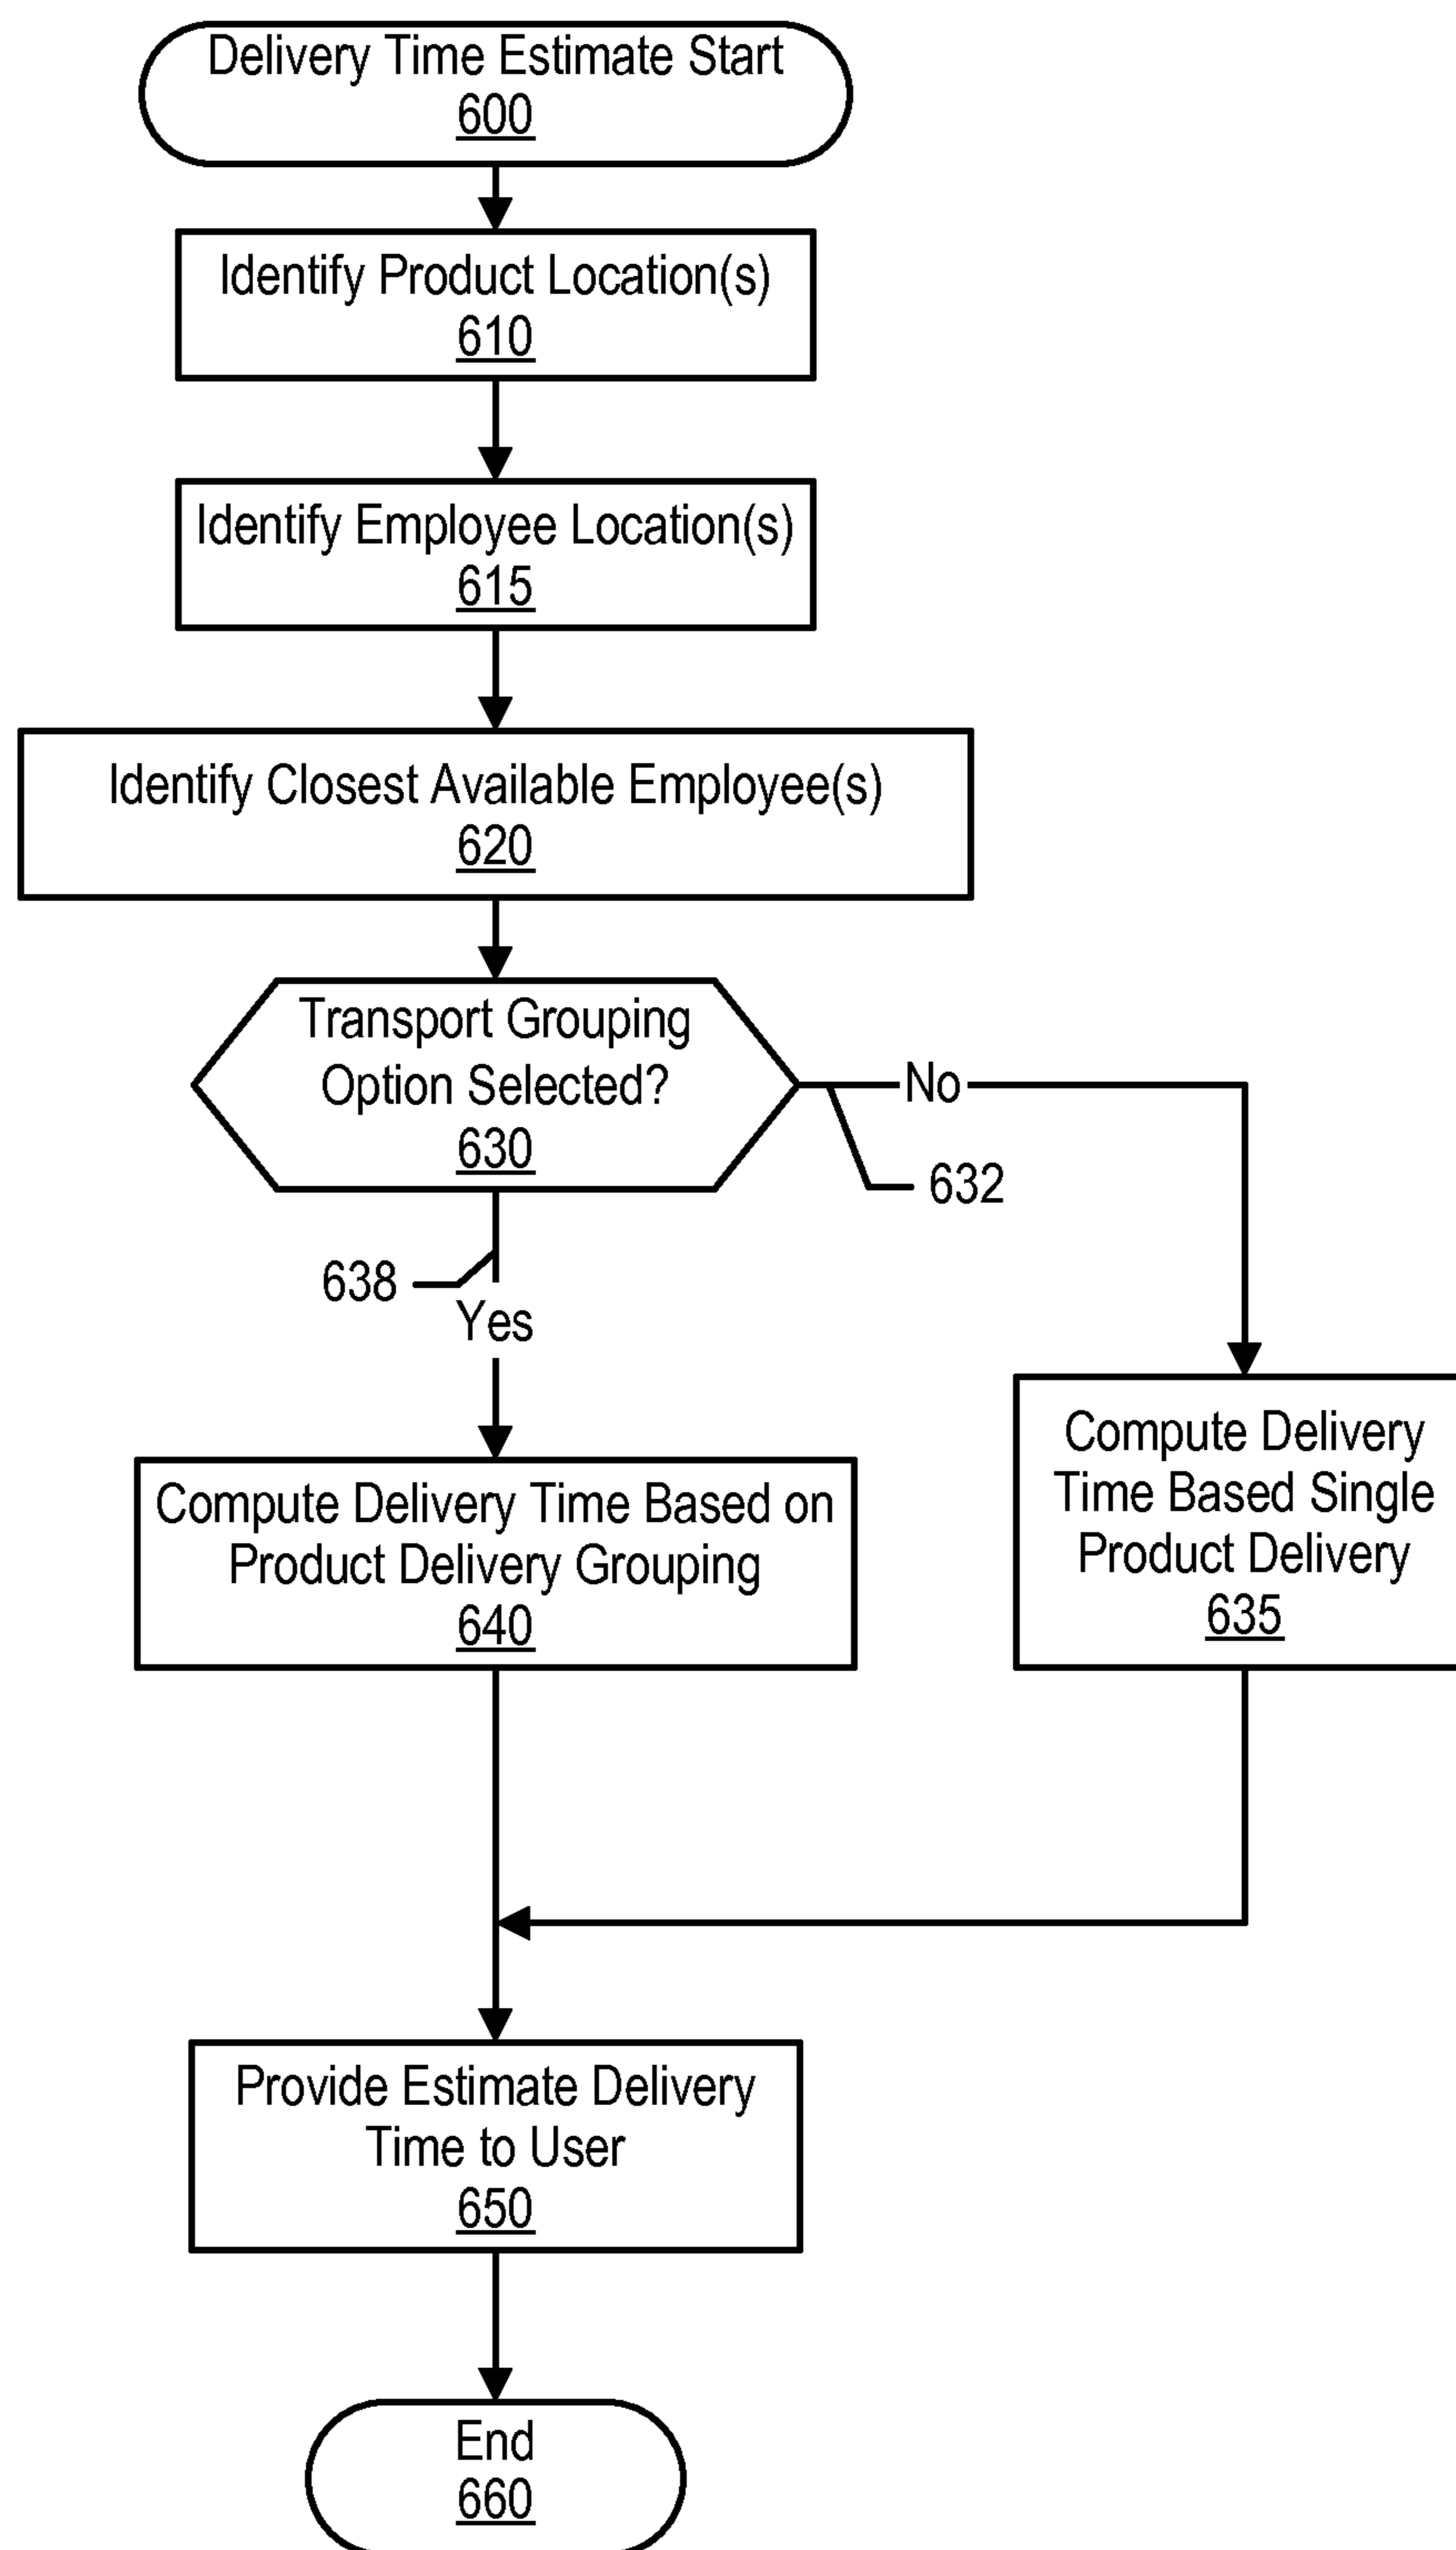 Delivery Time Estimate Start
600
Identify Product Location(s)
610
Identify Employee Location(s)
615
Identify Closest Available Employee(s)
620
Transport Grouping
Option Selected?
630
No
632
638
Yes
Compute Delivery Time Based on
Product Delivery Grouping
640
Compute Delivery
Time Based Single
Product Delivery
635
Provide Estimate Delivery
Time to User
650
End
660